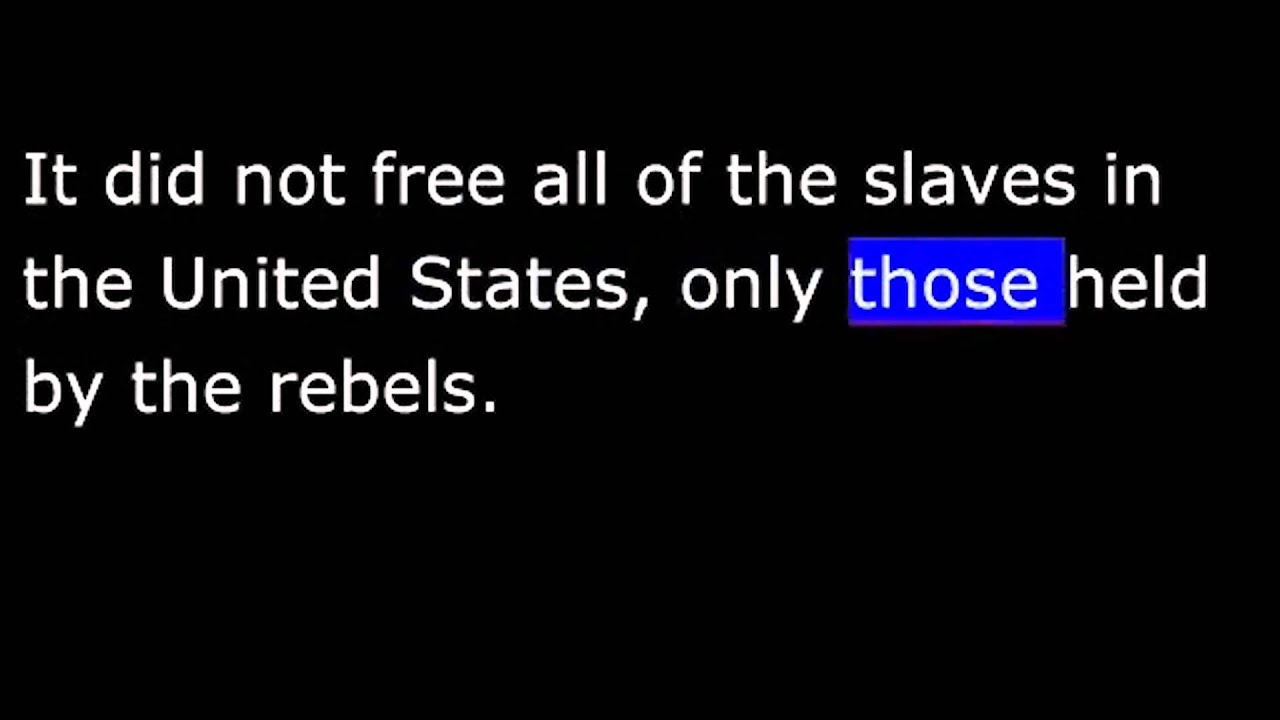 It did not free all of the slaves in
the United States, only those held
by the rebels.